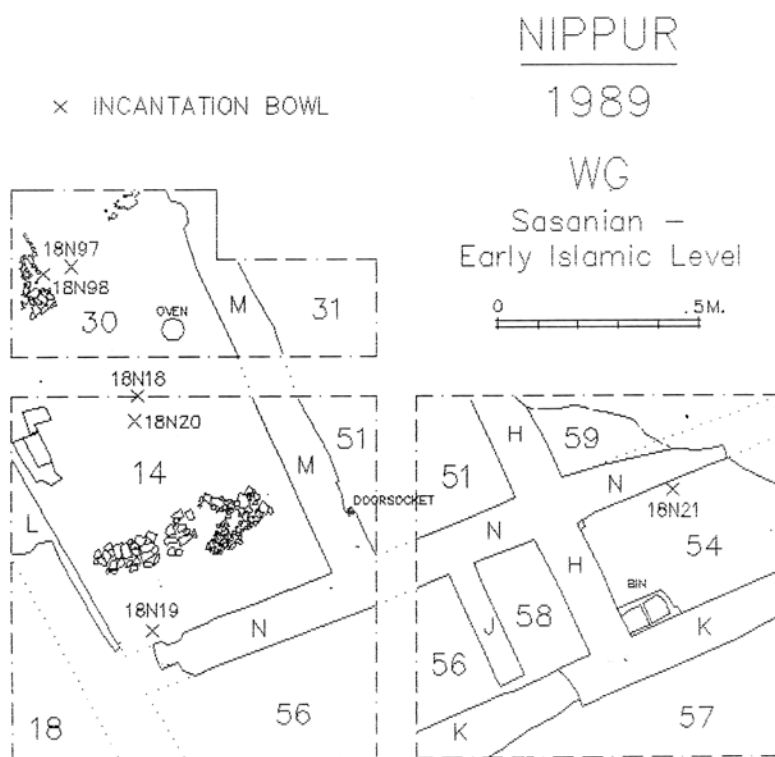 NIPPUR
1989
× INCANTATION BOWL
WG
Sasanian –
Early Islamic Level
0 .5M.
18N97
18N98
30
OVEN
M
31
18N18
18N20
14
M
51
DOORSOCKET
L
18N19
N
18
56
51
H
59
N
18N21
N
H
54
BIN
J
58
56
K
K
57